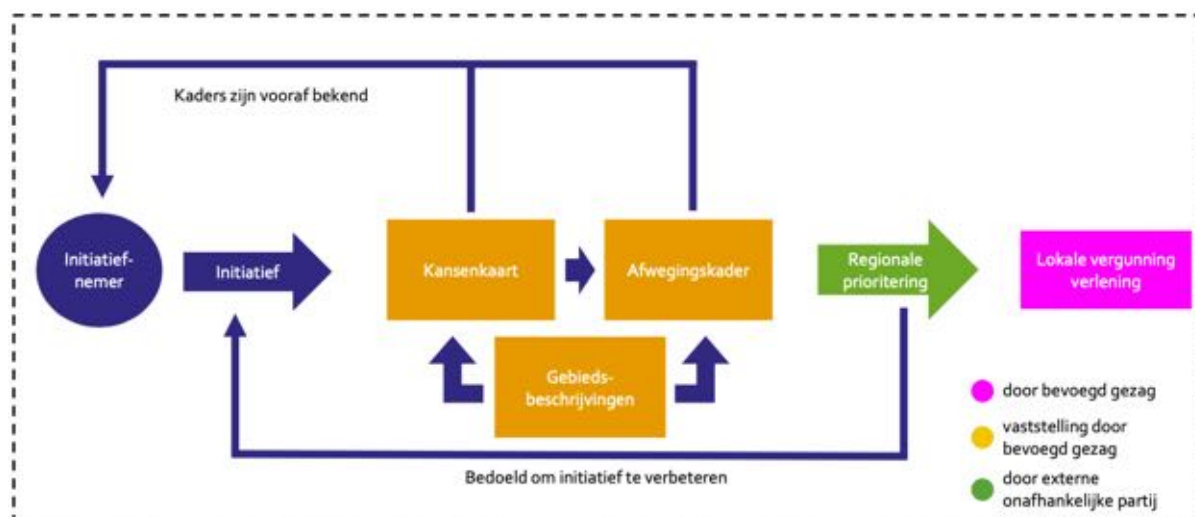 Kaders zijn vooraf bekend
Initiatief-
nemer
Initiatief
Kansenkaart
Afwegingskader
Regionale
prioritering
Lokale vergunning
verlening
Gebieds-
beschrijvingen
Bedoeld om initiatief te verbeteren
door bevoegd gezag
vaststelling door
bevoegd gezag
door externe
onafhankelijke partij